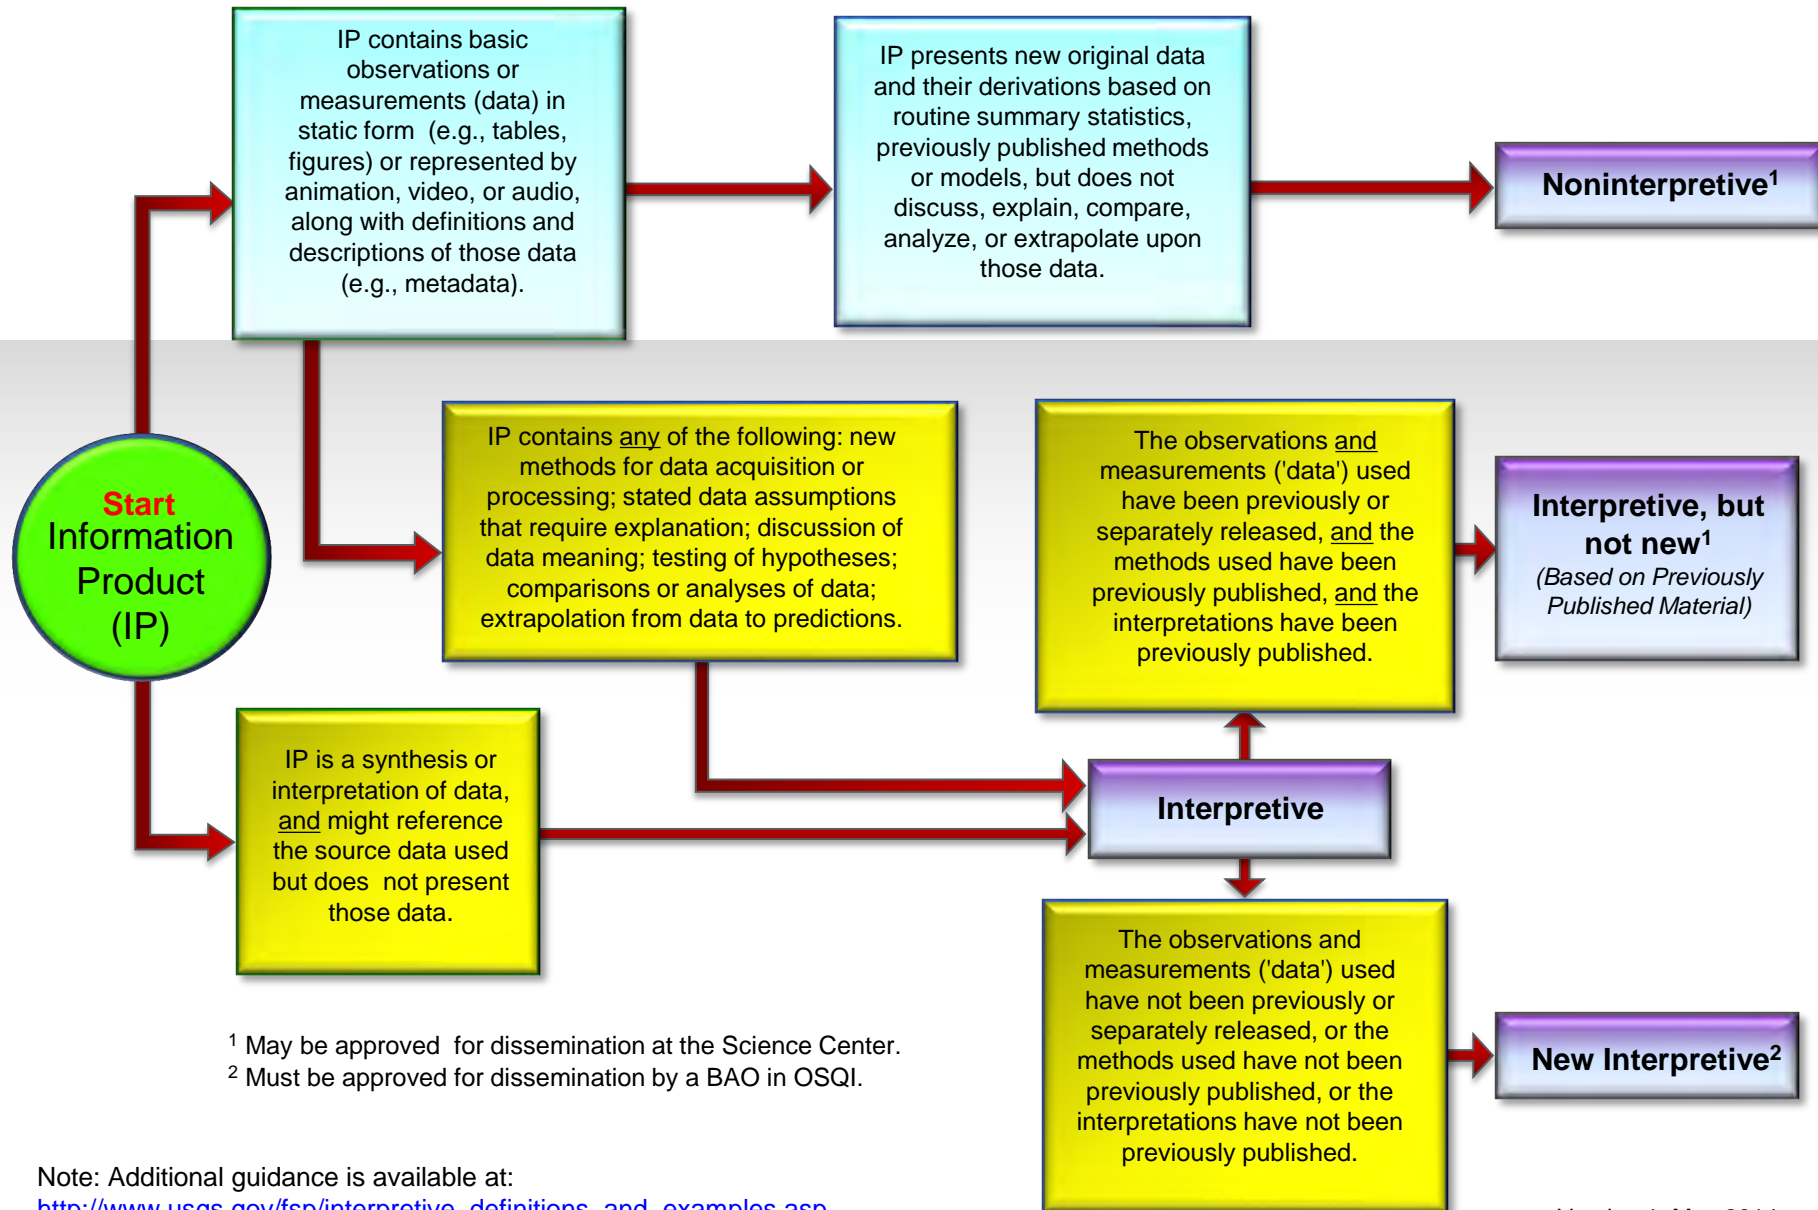 IP contains basic
observations or
measurements (data) in
static form (e.g., tables,
figures) or represented by
animation, video, or audio,
along with definitions and
descriptions of those data
(e.g., metadata).
IP presents new original data
and their derivations based on
routine summary statistics,
previously published methods
or models, but does not
discuss, explain, compare,
analyze, or extrapolate upon
those data.
Noninterpretive¹
Start
Information
Product
(IP)
IP contains any of the following: new
methods for data acquisition or
processing; stated data assumptions
that require explanation; discussion of
data meaning; testing of hypotheses;
comparisons or analyses of data;
extrapolation from data to predictions.
The observations and
measurements ('data') used
have been previously or
separately released, and the
methods used have been
previously published, and the
interpretations have been
previously published.
Interpretive, but
not new¹
(Based on Previously
Published Material)
IP is a synthesis or
interpretation of data,
and might reference
the source data used
but does not present
those data.
Interpretive
The observations and
measurements ('data') used
have not been previously or
separately released, or the
methods used have not been
previously published, or the
interpretations have not been
previously published.
New Interpretive²
¹ May be approved for dissemination at the Science Center.
² Must be approved for dissemination by a BAO in OSQI.
Note: Additional guidance is available at:
http://www.usgs.gov/fsp/interpretive_definitions_and_examples.asp